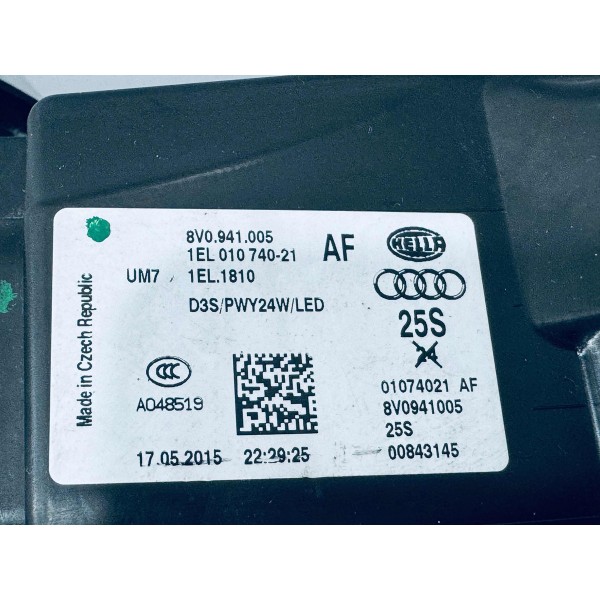 Made in Czech Republic
8V0.941.005
1EL 010 740-21
AF
HELLA
UM7 1EL.1810
D3S/PWY24W/LED
25S
CCC
A048519
01074021 AF
8V0941005
25S
17.05.2015 22:29:25
00843145